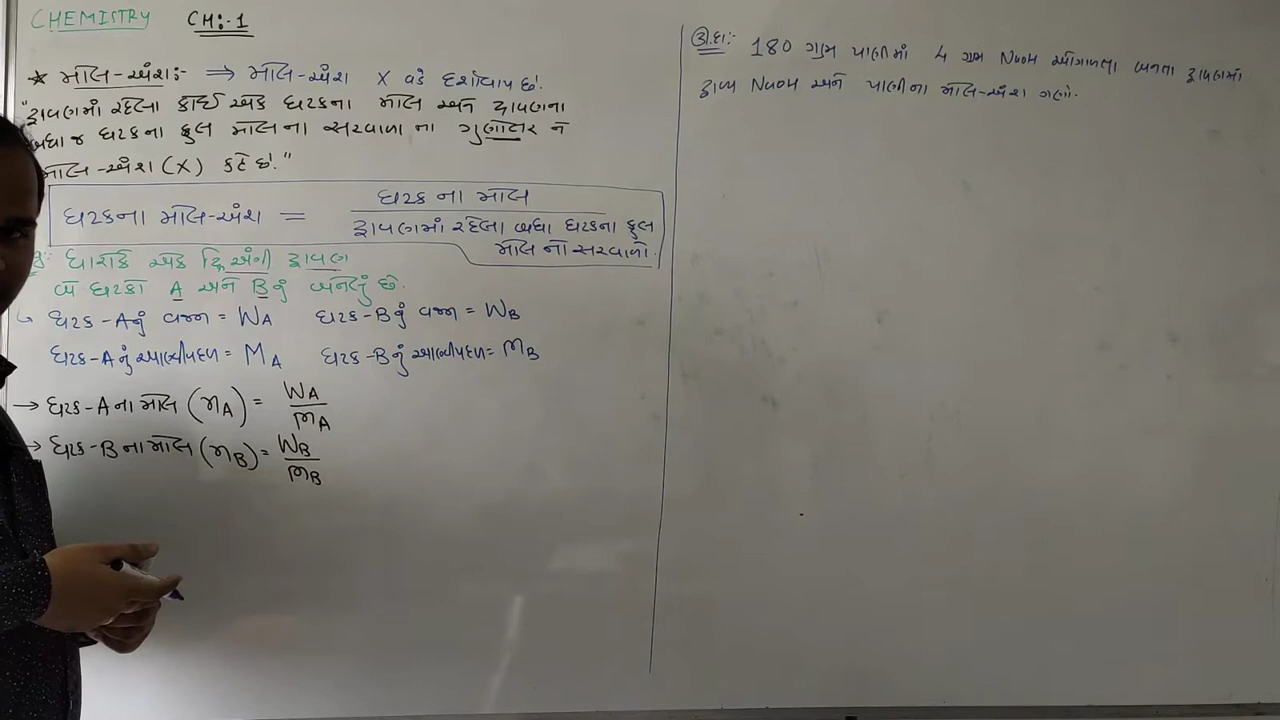 CHEMISTRY CH:-1
* મોલ-અંશ:- ⇒ મોલ-અંશ X વડે દર્શાવાય છે.
"દ્રાવણમાં રહેલા કોઈ એક ઘટકના મોલ અને દ્રાવણના
બધા જ ઘટકના કુલ મોલના સરવાળા ના ગુણોત્તર ને
મોલ-અંશ (X) કહે છે."
ઘટકના મોલ-અંશ = ઘટક ના મોલ
દ્રાવણમાં રહેલા બધા ઘટકના કુલ
મોલ નો સરવાળો.
ધારોકે એક દ્વિઅંગી દ્રાવણ
બે ઘટકો A અને B નું બનેલું છે.
ઘટક-A નું વજન = WA ઘટક-B નું વજન = WB
ઘટક-A નું આણ્વીયદળ = MA ઘટક-B નું આણ્વીયદળ = MB
→ ઘટક-A ના મોલ (nA) = WA/MA
→ ઘટક-B ના મોલ (nB) = WB/MB
ઉ.દા:- 180 ગ્રામ પાણીમાં 4 ગ્રામ NaOH ઓગાળતા બનતા દ્રાવણમાં
દ્રાવ્ય NaOH અને પાણીના મોલ-અંશ ગણો.